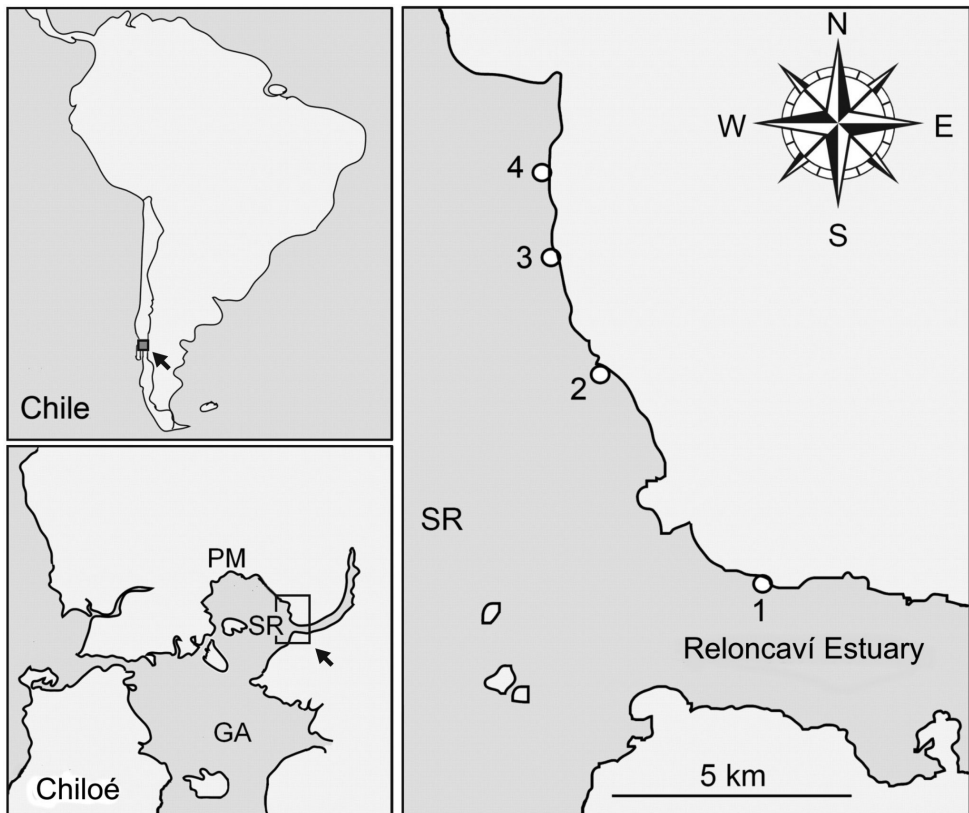 Chile
PM
SR
GA
Chiloé
N
W
E
S
4
3
2
SR
1
Reloncaví Estuary
5 km